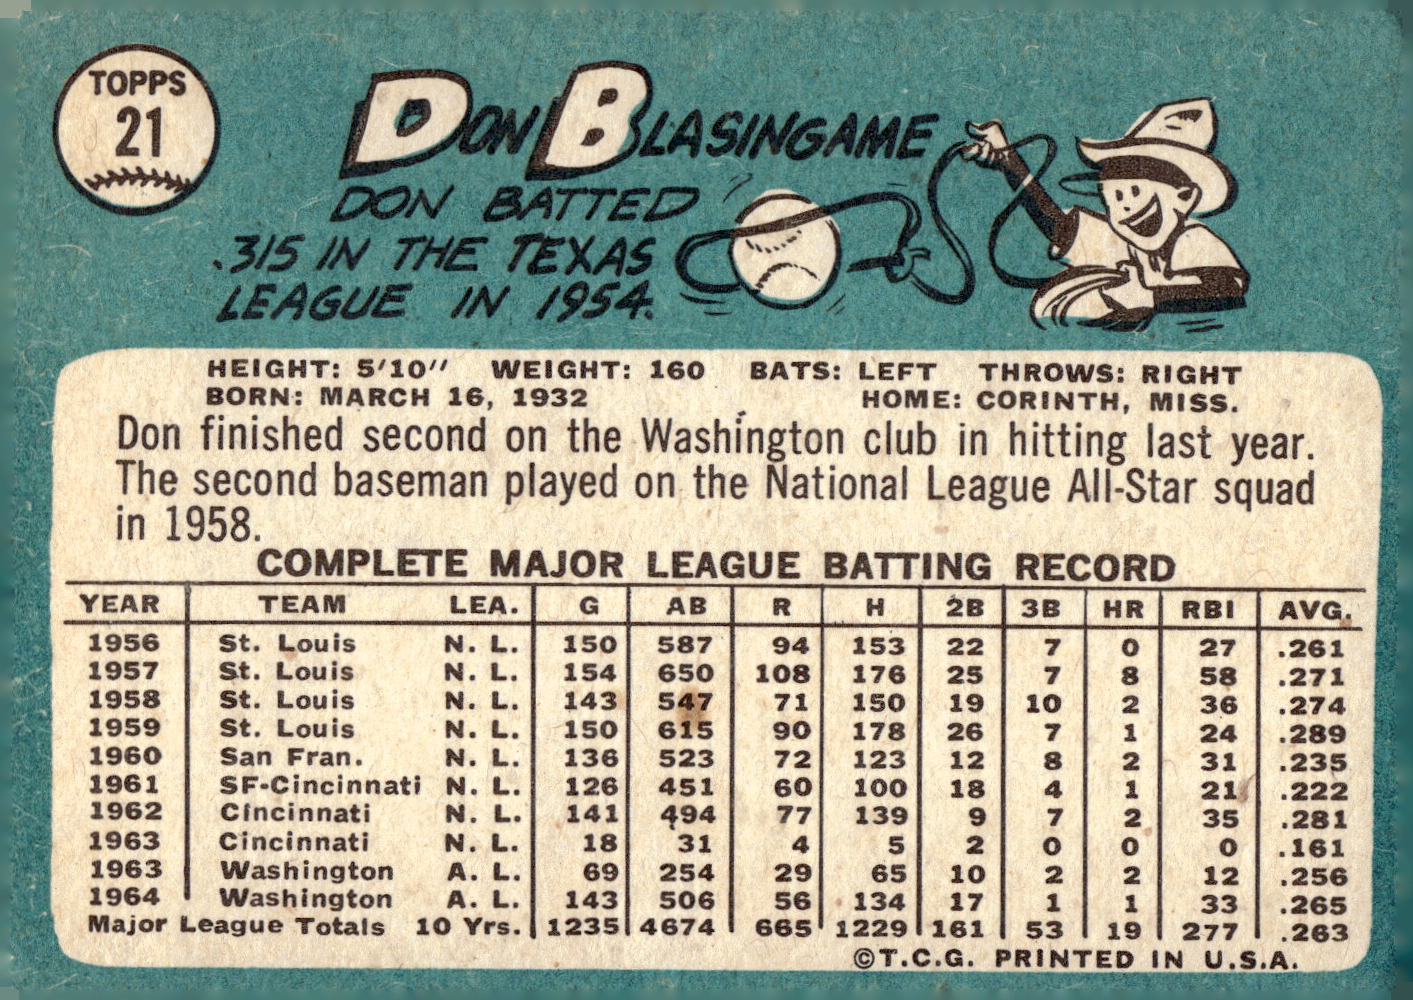 TOPPS
21
DON BLASINGAME
DON BATTED
.315 IN THE TEXAS
LEAGUE IN 1954.
HEIGHT: 5'10" WEIGHT: 160 BATS: LEFT THROWS: RIGHT
BORN: MARCH 16, 1932 HOME: CORINTH, MISS.
Don finished second on the Washington club in hitting last year.
The second baseman played on the National League All-Star squad
in 1958.
COMPLETE MAJOR LEAGUE BATTING RECORD
YEAR TEAM LEA. G AB R H 2B 3B HR RBI AVG.
1956 St. Louis N. L. 150 587 94 153 22 7 0 27 .261
1957 St. Louis N. L. 154 650 108 176 25 7 8 58 .271
1958 St. Louis N. L. 143 547 71 150 19 10 2 36 .274
1959 St. Louis N. L. 150 615 90 178 26 7 1 24 .289
1960 San Fran. N. L. 136 523 72 123 12 8 2 31 .235
1961 SF-Cincinnati N. L. 126 451 60 100 18 4 1 21 .222
1962 Cincinnati N. L. 141 494 77 139 9 7 2 35 .281
1963 Cincinnati N. L. 18 31 4 5 2 0 0 0 .161
1963 Washington A. L. 69 254 29 65 10 2 2 12 .256
1964 Washington A. L. 143 506 56 134 17 1 1 33 .265
Major League Totals 10 Yrs. 1235 4674 665 1229 161 53 19 277 .263
©T.C.G. PRINTED IN U.S.A.